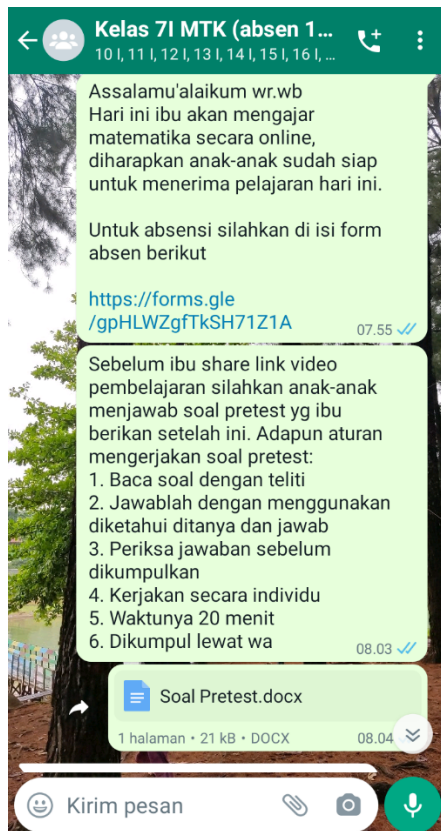 Kelas 7I MTK (absen 1...
10 I, 11 I, 12 I, 13 I, 14 I, 15 I, 16 I, ...
Assalamu'alaikum wr.wb
Hari ini ibu akan mengajar
matematika secara online,
diharapkan anak-anak sudah siap
untuk menerima pelajaran hari ini.
Untuk absensi silahkan di isi form
absen berikut
https://forms.gle
/gpHLWZgfTkSH71Z1A
07.55
Sebelum ibu share link video
pembelajaran silahkan anak-anak
menjawab soal pretest yg ibu
berikan setelah ini. Adapun aturan
mengerjakan soal pretest:
1. Baca soal dengan teliti
2. Jawablah dengan menggunakan
diketahui ditanya dan jawab
3. Periksa jawaban sebelum
dikumpulkan
4. Kerjakan secara individu
5. Waktunya 20 menit
6. Dikumpul lewat wa
08.03
Soal Pretest.docx
1 halaman • 21 kB • DOCX
08.04
Kirim pesan